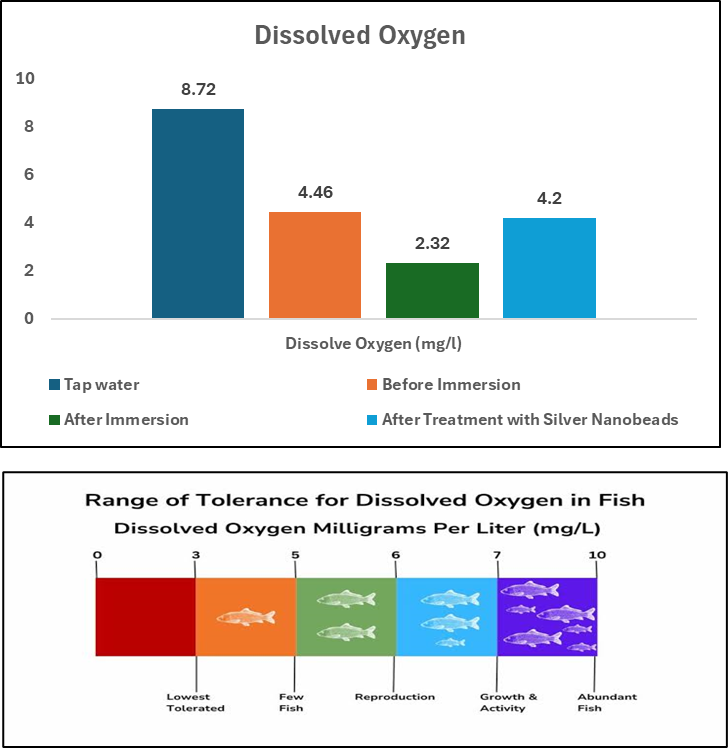 Dissolved Oxygen
10
8
6
4
2
0
8.72
4.46
2.32
4.2
Dissolve Oxygen (mg/l)
Tap water
Before Immersion
After Immersion
After Treatment with Silver Nanobeads
Range of Tolerance for Dissolved Oxygen in Fish
Dissolved Oxygen Milligrams Per Liter (mg/L)
0 3 5 6 7 10
Lowest
Tolerated
Few
Fish
Reproduction
Growth &
Activity
Abundant
Fish